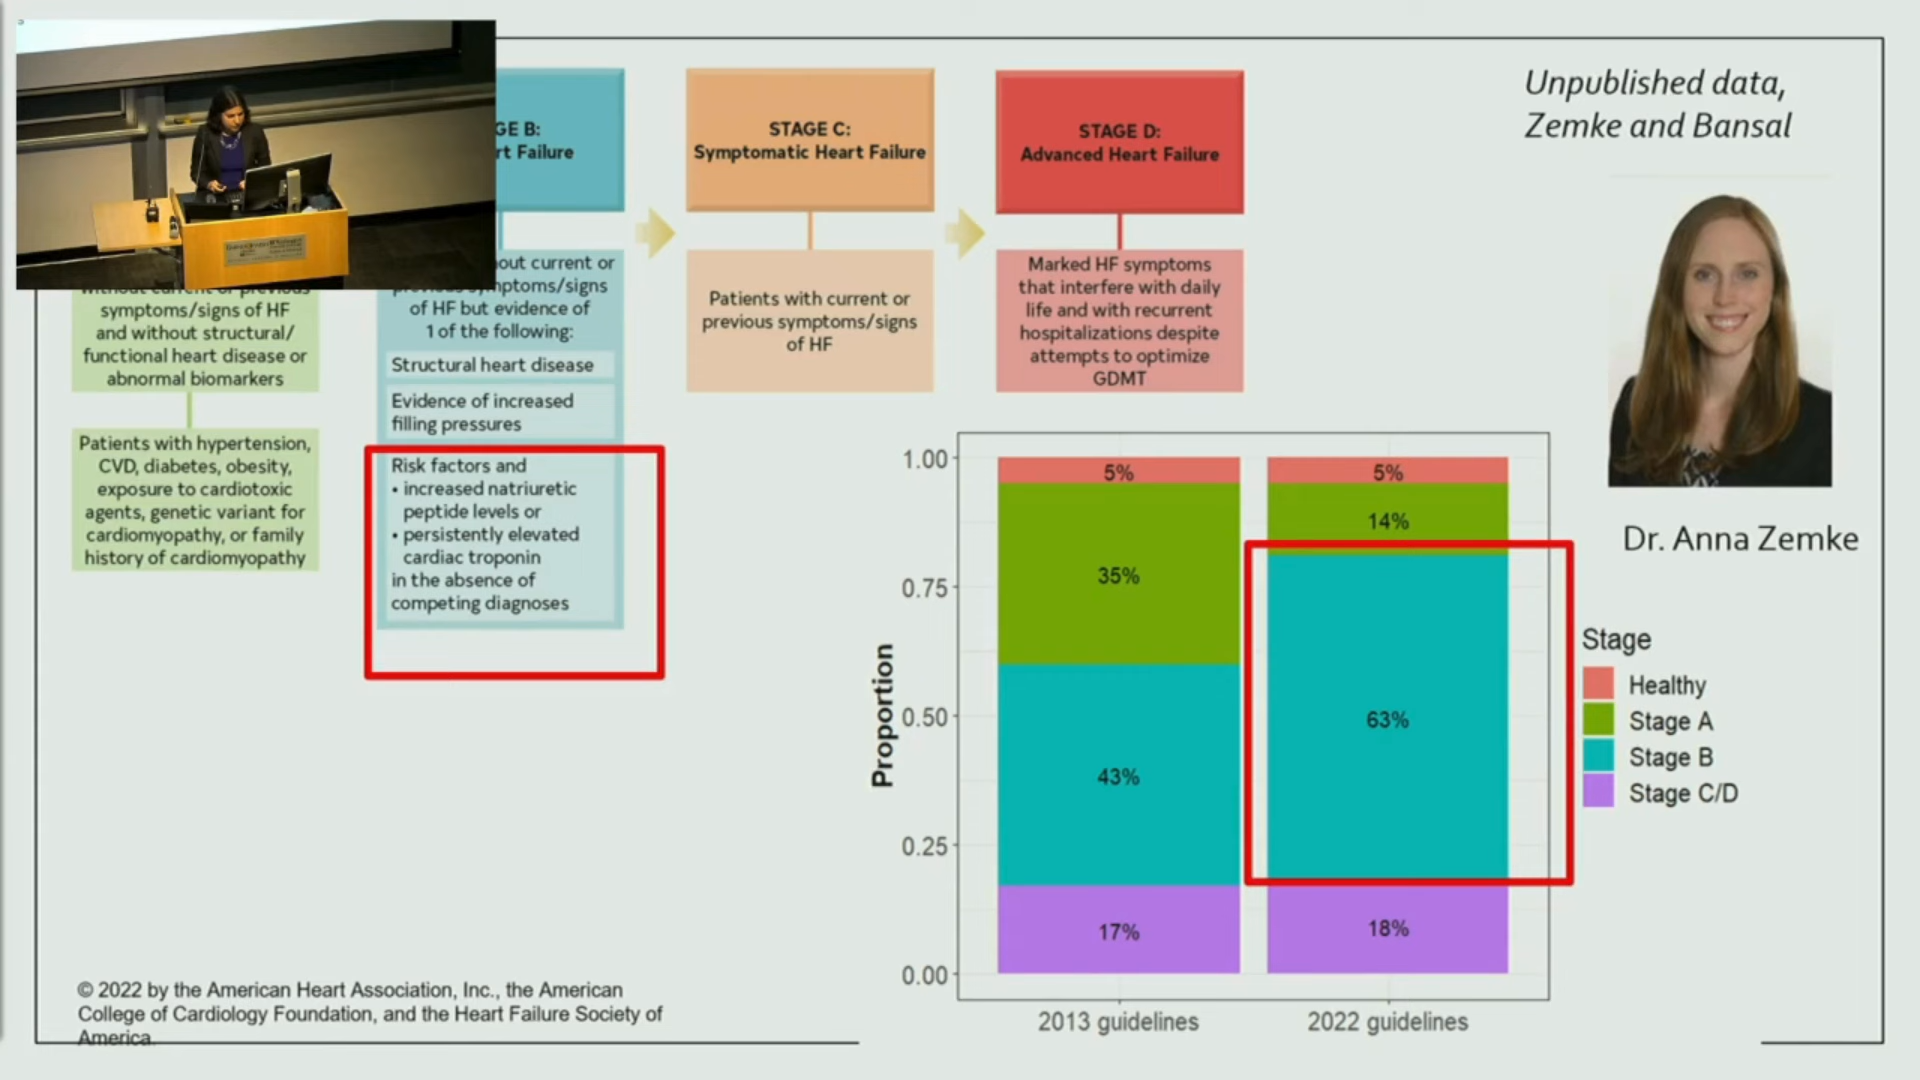 GE B:
rt Failure
STAGE C:
Symptomatic Heart Failure
STAGE D:
Advanced Heart Failure
Unpublished data,
Zemke and Bansal
without current or previous
symptoms/signs of HF
and without structural/
functional heart disease or
abnormal biomarkers
Patients with hypertension,
CVD, diabetes, obesity,
exposure to cardiotoxic
agents, genetic variant for
cardiomyopathy, or family
history of cardiomyopathy
out current or
previous symptoms/signs
of HF but evidence of
1 of the following:
Structural heart disease
Evidence of increased
filling pressures
Risk factors and
• increased natriuretic
peptide levels or
• persistently elevated
cardiac troponin
in the absence of
competing diagnoses
Patients with current or
previous symptoms/signs
of HF
Marked HF symptoms
that interfere with daily
life and with recurrent
hospitalizations despite
attempts to optimize
GDMT
Dr. Anna Zemke
Proportion
1.00
0.75
0.50
0.25
0.00
5%
35%
43%
17%
5%
14%
63%
18%
2013 guidelines
2022 guidelines
Stage
Healthy
Stage A
Stage B
Stage C/D
© 2022 by the American Heart Association, Inc., the American
College of Cardiology Foundation, and the Heart Failure Society of
America.